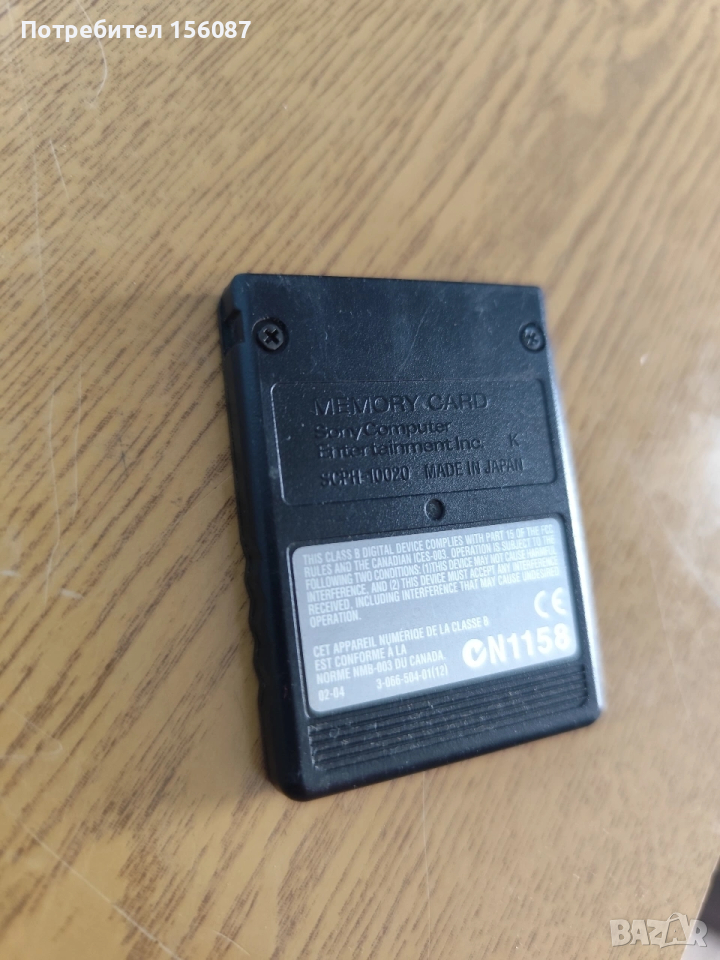 Потребител 156087
MEMORY CARD
Sony Computer
Entertainment Inc. K
SCPH-10020 MADE IN JAPAN
THIS CLASS B DIGITAL DEVICE COMPLIES WITH PART 15 OF THE FCC
RULES AND THE CANADIAN ICES-003. OPERATION IS SUBJECT TO THE
FOLLOWING TWO CONDITIONS: (1)THIS DEVICE MAY NOT CAUSE HARMFUL
INTERFERENCE, AND (2) THIS DEVICE MUST ACCEPT ANY INTERFERENCE
RECEIVED, INCLUDING INTERFERENCE THAT MAY CAUSE UNDESIRED
OPERATION.
CE
CET APPAREIL NUMÉRIQE DE LA CLASSE B
EST CONFORME A LA
NORME NMB-003 DU CANADA.
N1158
02-04 3-066-584-01(12)
BAZAR